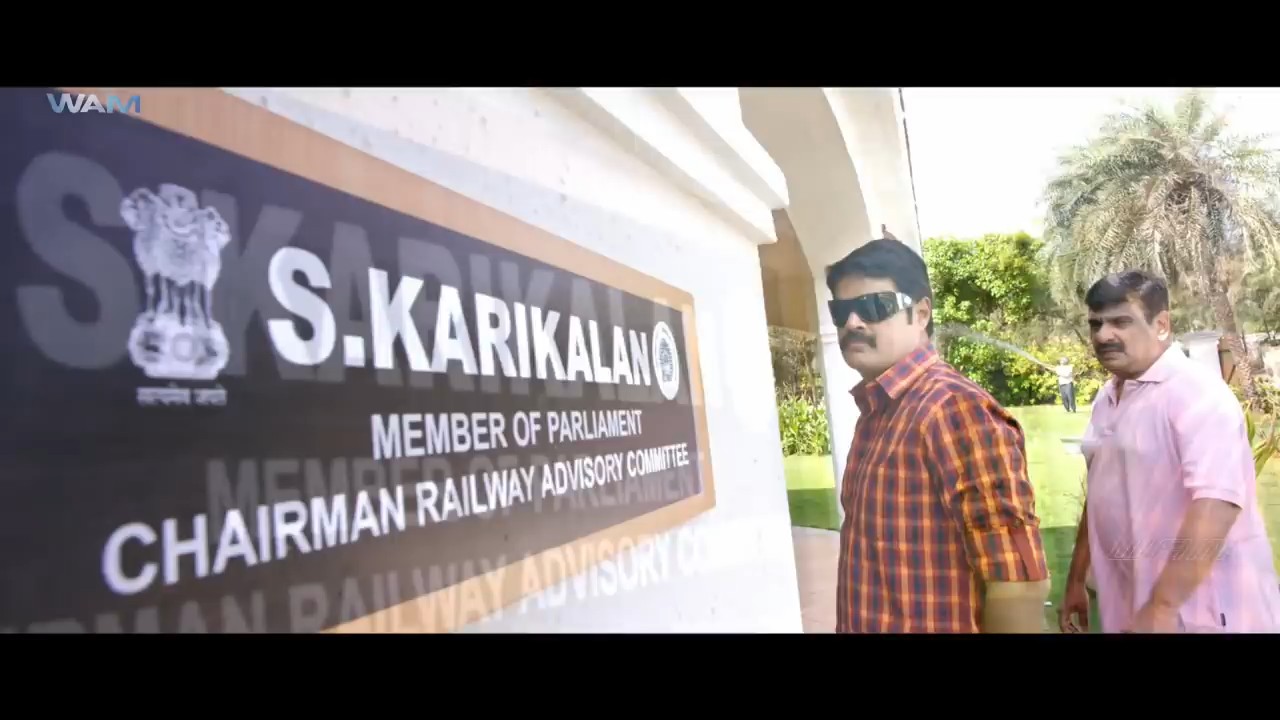 WAM
S.KARIKALAN
MEMBER OF PARLIAMENT
CHAIRMAN RAILWAY ADVISORY COMMITTEE
सत्यमेव जयते